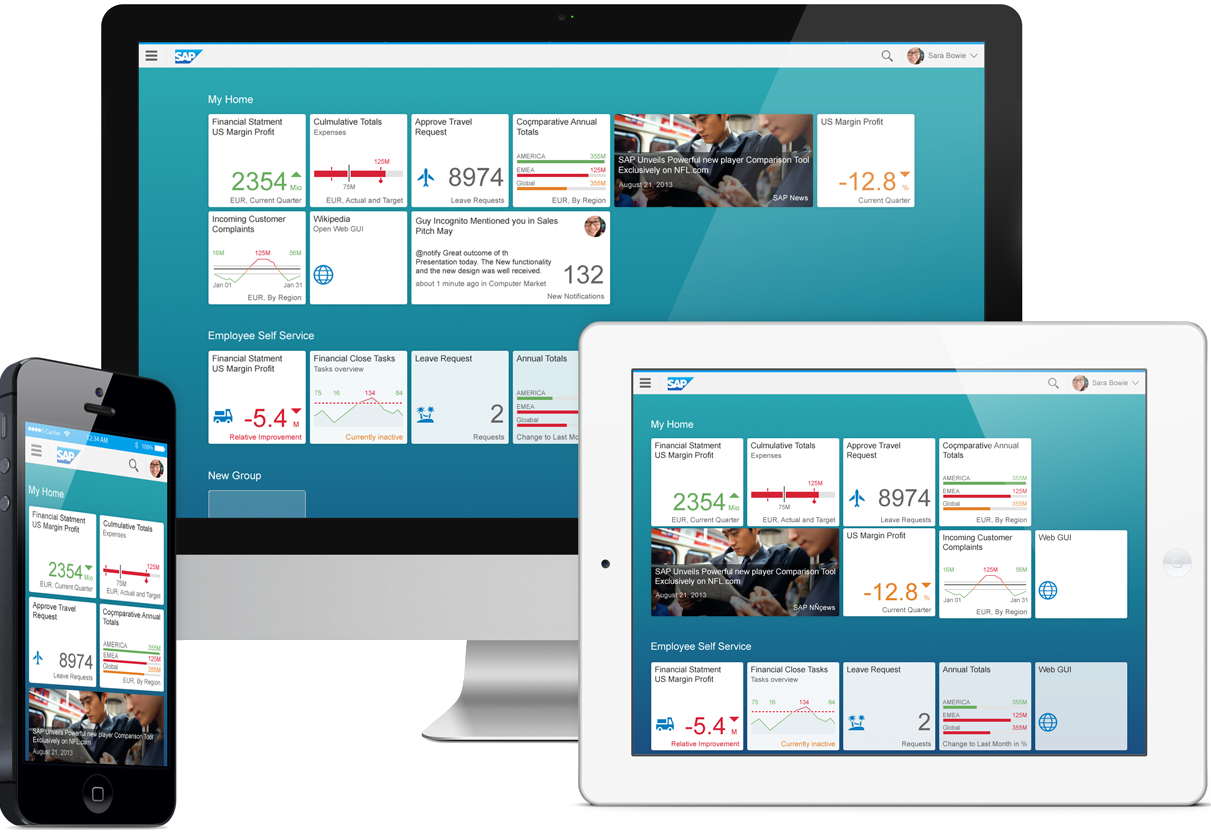 SAP
Sara Bowie
My Home
Financial Statment
US Margin Profit
2354
Mio
EUR, Current Quarter
Culmulative Totals
Expenses
125M
75M
EUR, Actual and Target
Approve Travel
Request
8974
Leave Requests
Coçmparative Annual
Totals
AMERICA 355M
EMEA 125M
Global 355M
EUR, By Region
SAP Unveils Powerful new player Comparison Tool
Exclusively on NFL.com
August 21, 2013
SAP News
US Margin Profit
-12.8
%
Current Quarter
Incoming Customer
Complaints
16M 125M 56M
Jan 01 Jan 31
EUR, By Region
Wikipedia
Open Web GUI
Guy Incognito Mentioned you in Sales
Pitch May
@notify Great outcome of th
Presentation today. The New functionality
and the new design was well received.
about 1 minute ago in Computer Market
132
New Notifications
Employee Self Service
Financial Statment
US Margin Profit
-5.4
M
Relative Improvement
Financial Close Tasks
Tasks overview
75 16 134 84
Currently inactive
Leave Request
2
Requests
Annual Totals
AMERICA
EMEA
Gloabal
Change to Last Mo
New Group
Carrier 12:34 AM 100%
SAP
My Home
Financial Statment
US Margin Profit
2354
Mio
EUR, Current Quarter
Culmulative Totals
Expenses
125M
75M
EUR, Actual and Target
Approve Travel
Request
8974
Leave Requests
Coçmparative Annual
Totals
AMERICA 355M
EMEA 125M
Global 355M
EUR, By Region
SAP Unveils Powerful new player Comparison Tool
Exclusively on NFL.com
August 21, 2013
SAP
Sara Bowie
My Home
Financial Statment
US Margin Profit
2354
Mio
EUR, Current Quarter
Culmulative Totals
Expenses
125M
75M
EUR, Actual and Target
Approve Travel
Request
8974
Leave Requests
Coçmparative Annual
Totals
AMERICA 355M
EMEA 125M
Global 355M
EUR, By Region
SAP Unveils Powerful new player Comparison Tool
Exclusively on NFL.com
August 21, 2013
SAP NÑçews
US Margin Profit
-12.8
%
Current Quarter
Incoming Customer
Complaints
16M 125M 56M
Jan 01 Jan 31
EUR, By Region
Web GUI
Employee Self Service
Financial Statment
US Margin Profit
-5.4
M
Relative Improvement
Financial Close Tasks
Tasks overview
75 16 134 84
Currently inactive
Leave Request
2
Requests
Annual Totals
AMERICA 355M
EMEA 125M
Global 355M
Change to Last Month in %
Web GUI